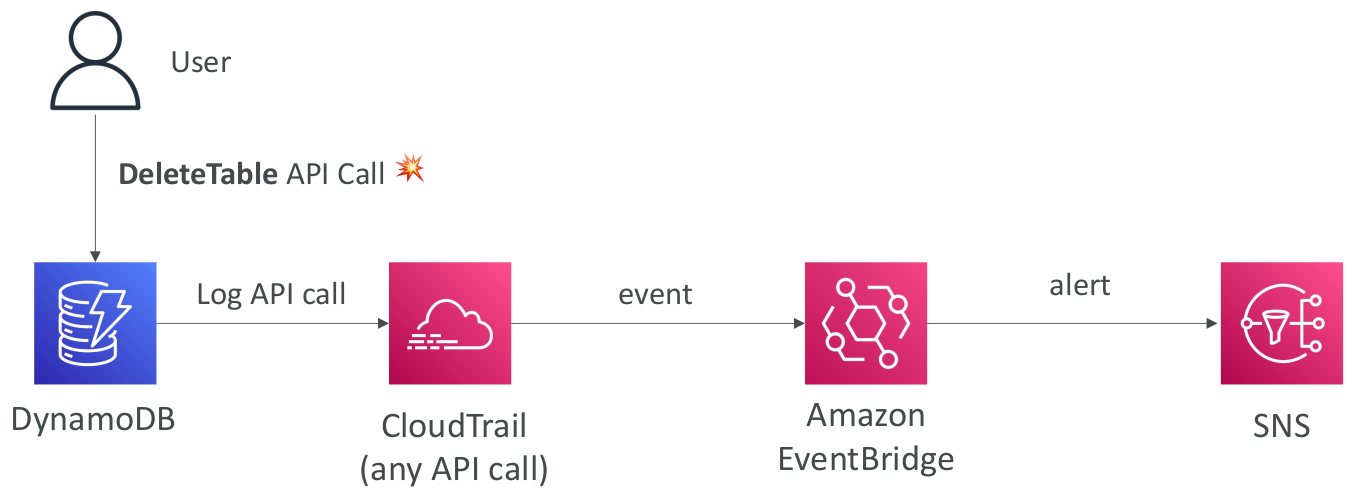 User
DeleteTable API Call 💥
Log API call
event
alert
DynamoDB
CloudTrail
(any API call)
Amazon
EventBridge
SNS